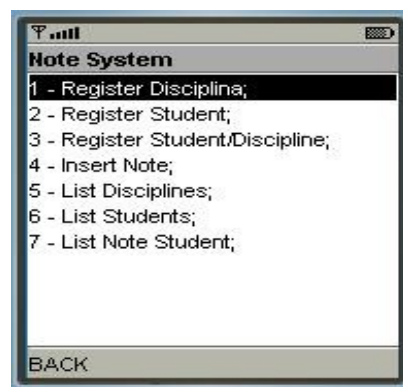 Note System
1 - Register Disciplina;
2 - Register Student;
3 - Register Student/Discipline;
4 - Insert Note;
5 - List Disciplines;
6 - List Students;
7 - List Note Student;
BACK